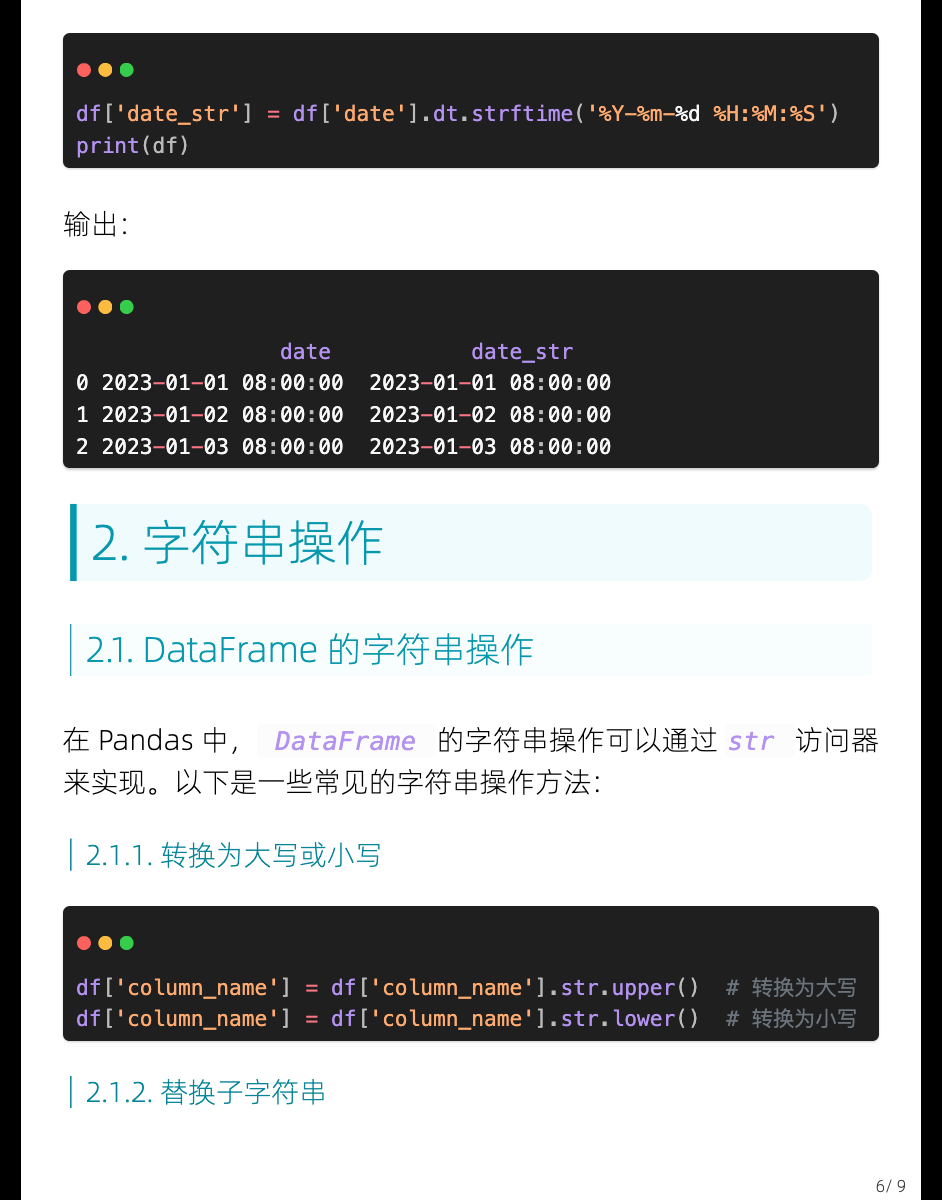 df['date_str'] = df['date'].dt.strftime('%Y-%m-%d %H:%M:%S')
print(df)
输出：
                date           date_str
0 2023-01-01 08:00:00  2023-01-01 08:00:00
1 2023-01-02 08:00:00  2023-01-02 08:00:00
2 2023-01-03 08:00:00  2023-01-03 08:00:00
2. 字符串操作
2.1. DataFrame 的字符串操作
在 Pandas 中， DataFrame 的字符串操作可以通过 str 访问器
来实现。以下是一些常见的字符串操作方法：
2.1.1. 转换为大写或小写
df['column_name'] = df['column_name'].str.upper()  # 转换为大写
df['column_name'] = df['column_name'].str.lower()  # 转换为小写
2.1.2. 替换子字符串
6/ 9